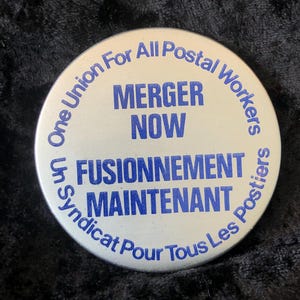 One Union For All Postal Workers
MERGER
NOW
FUSIONNEMENT
MAINTENANT
Un Syndicat Pour Tous Les Postiers